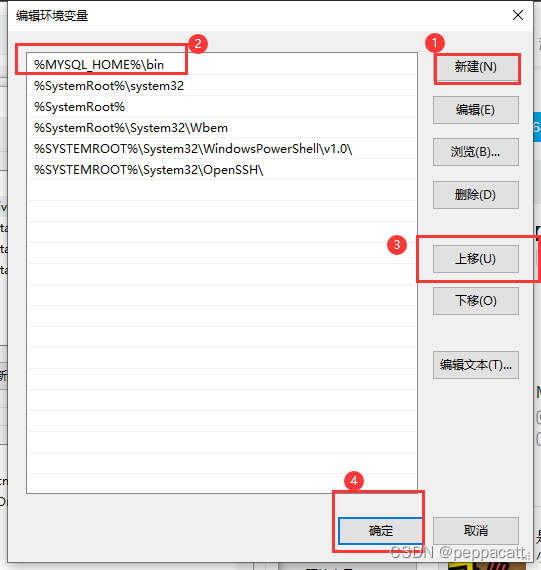 编辑环境变量
1
2
%MYSQL_HOME%\bin
新建(N)
%SystemRoot%\system32
%SystemRoot%
编辑(E)
%SystemRoot%\System32\Wbem
%SYSTEMROOT%\System32\WindowsPowerShell\v1.0\
浏览(B)...
%SYSTEMROOT%\System32\OpenSSH\
删除(D)
3
上移(U)
下移(O)
编辑文本(T)...
4
确定
取消
CSDN @peppacatt